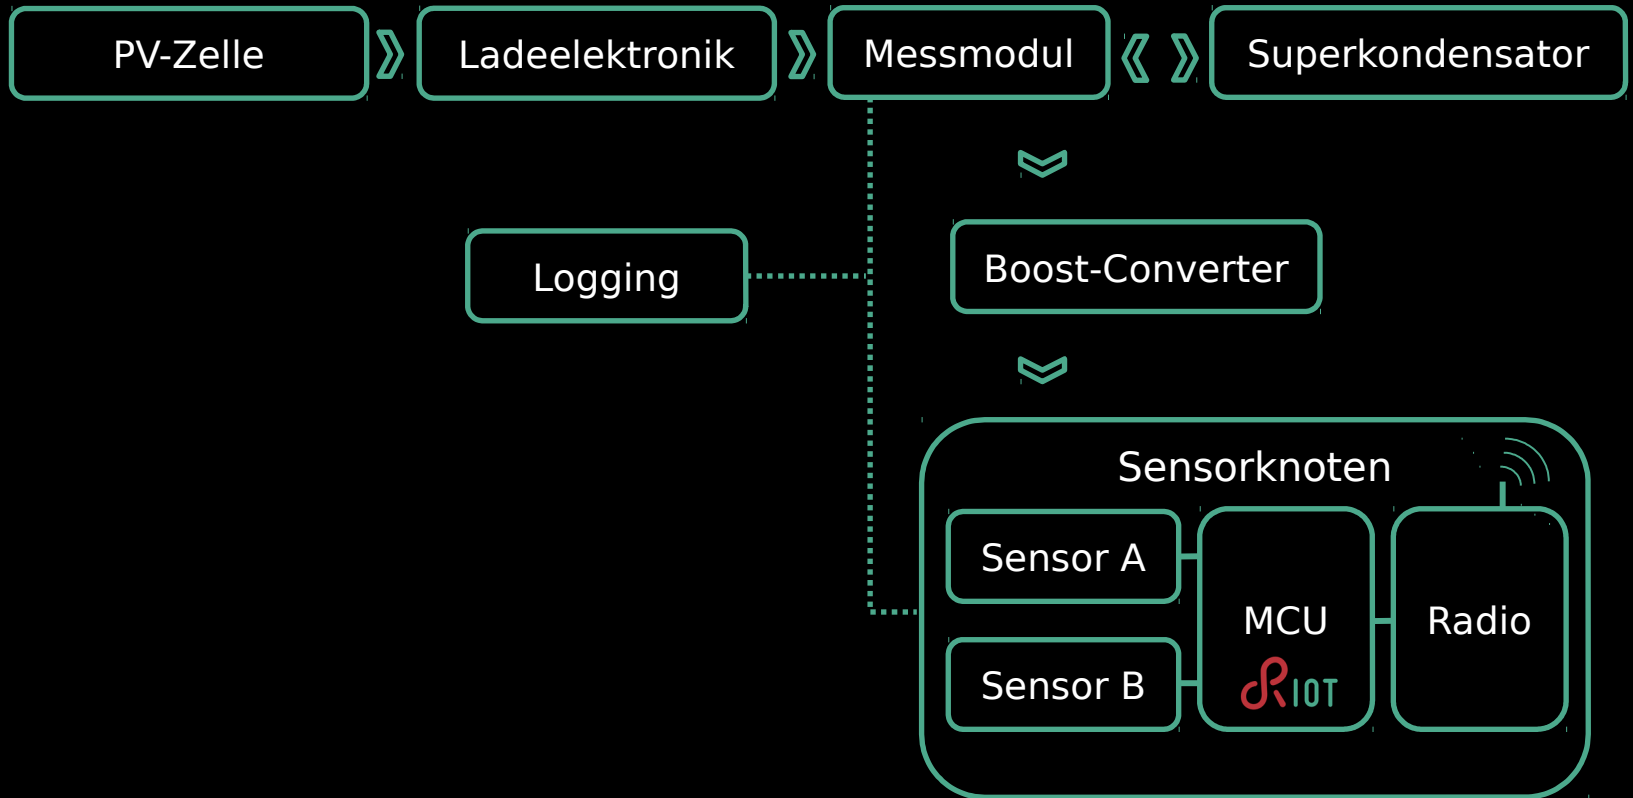 PV-Zelle
Ladeelektronik
Messmodul
Superkondensator
Logging
Boost-Converter
Sensorknoten
Sensor A
Sensor B
MCU
RIOT
Radio